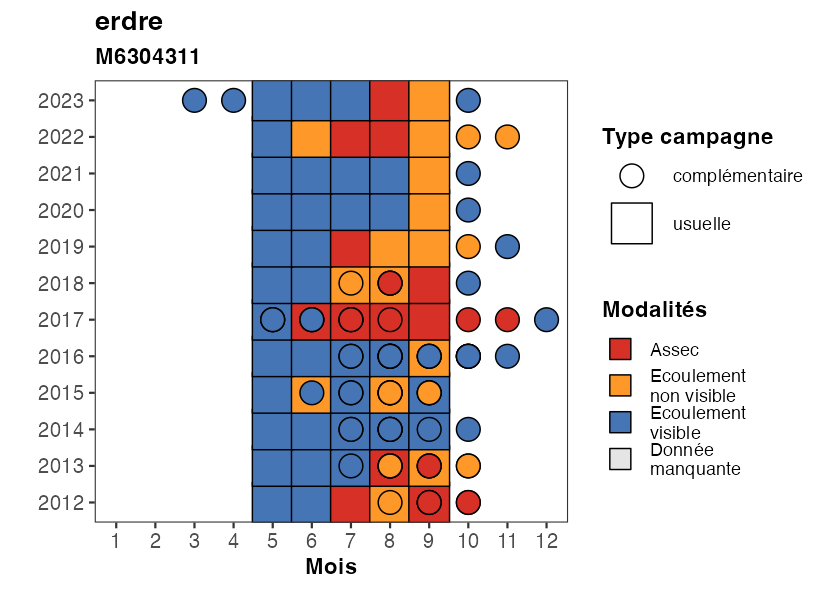 erdre
M6304311
2023
2022
2021
2020
2019
2018
2017
2016
2015
2014
2013
2012
1 2 3 4 5 6 7 8 9 10 11 12
Mois
Type campagne
complémentaire
usuelle
Modalités
Assec
Ecoulement
non visible
Ecoulement
visible
Donnée
manquante